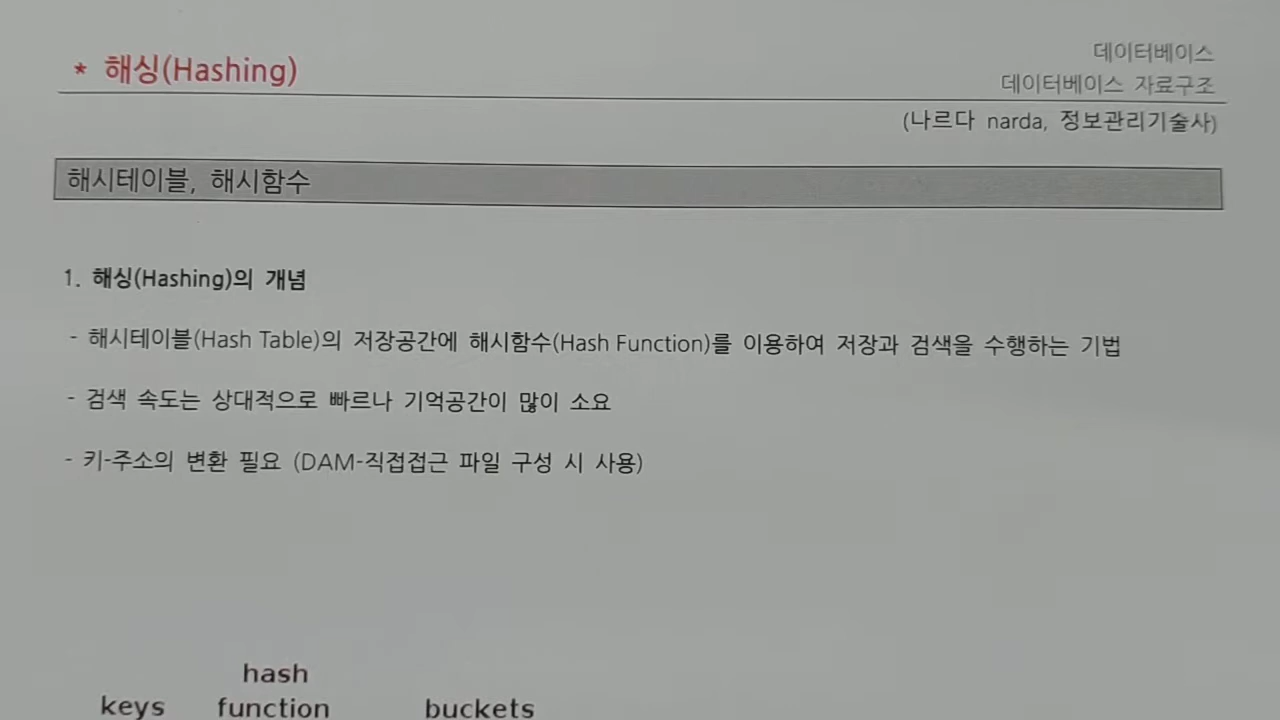 * 해싱(Hashing)
데이터베이스
데이터베이스 자료구조
(나르다 narda, 정보관리기술사)
해시테이블, 해시함수
1. 해싱(Hashing)의 개념
- 해시테이블(Hash Table)의 저장공간에 해시함수(Hash Function)를 이용하여 저장과 검색을 수행하는 기법
- 검색 속도는 상대적으로 빠르나 기억공간이 많이 소요
- 키-주소의 변환 필요 (DAM-직접접근 파일 구성 시 사용)
hash
keys function buckets